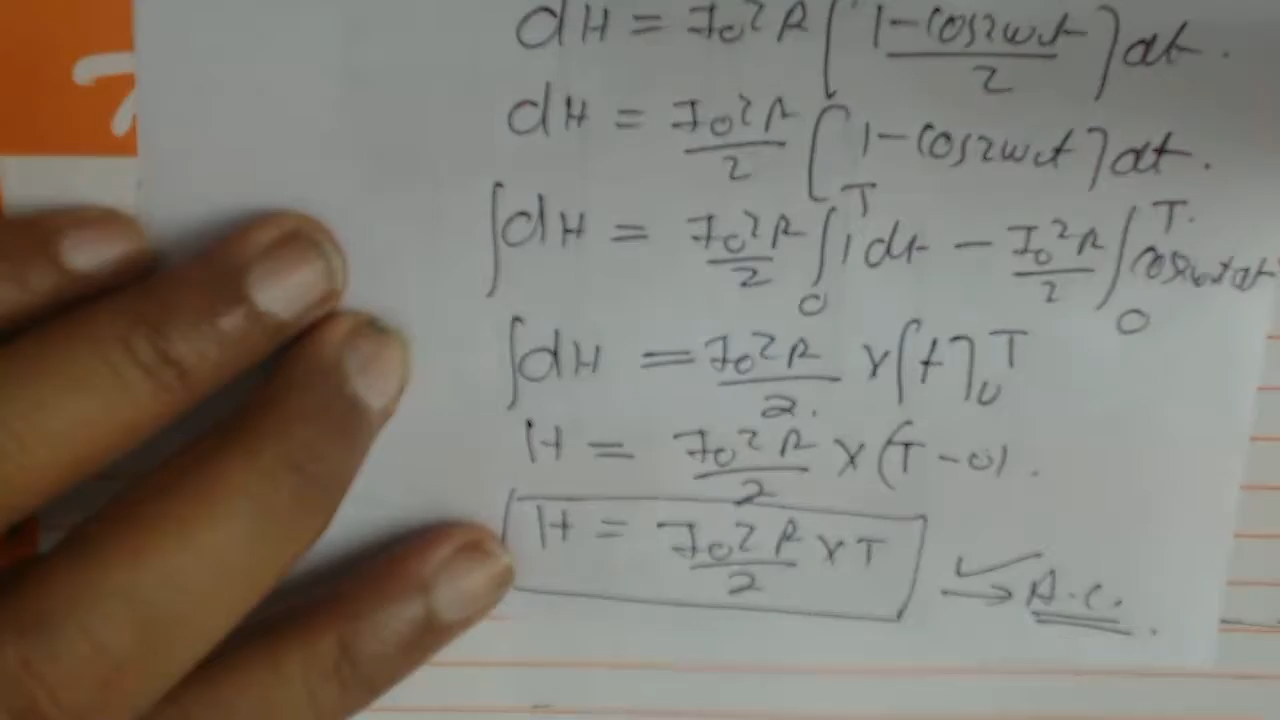 dH = I₀²R [1-cos2ωt/2] dt.
dH = I₀²R/2 [1-cos2ωt] dt.
∫dH = I₀²R/2 ∫₀ᵀ 1 dt - I₀²R/2 ∫₀ᵀ cos2ωt dt
∫dH = I₀²R/2. × [t]₀ᵀ
H = I₀²R/2 × (T-0).
H = I₀²R/2 × T → A.C.